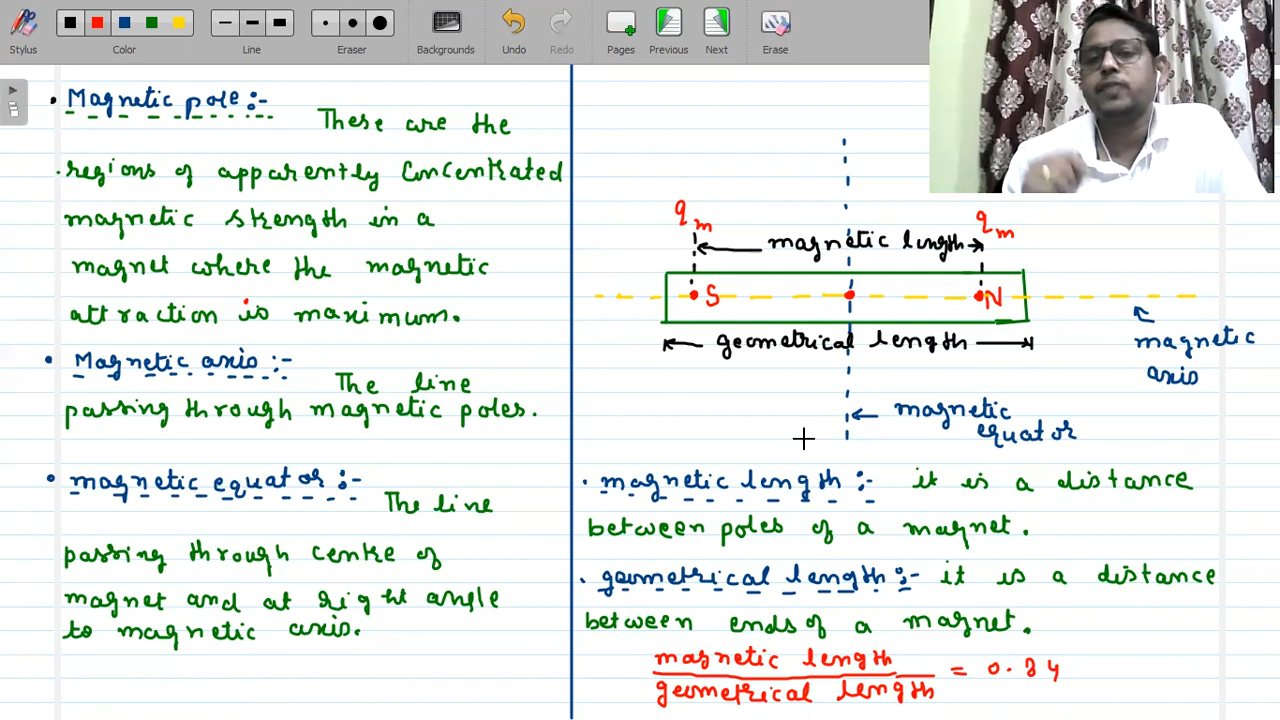 Stylus
Color
Line
Eraser
Backgrounds
Undo
Redo
Pages
Previous
Next
Erase
Magnetic pole :-
These are the
regions of apparently Concentrated
magnetic strength in a
magnet where the magnetic
attraction is maximum.
Magnetic axis :-
The line
passing through magnetic poles.
magnetic equator :-
The line
passing through centre of
magnet and at right angle
to magnetic axis.
qm
qm
magnetic length
S
N
geometrical length
magnetic
axis
magnetic
equator
magnetic length :- it is a distance
between poles of a magnet.
geometrical length :- it is a distance
between ends of a magnet.
magnetic length
geometrical length
= 0.84